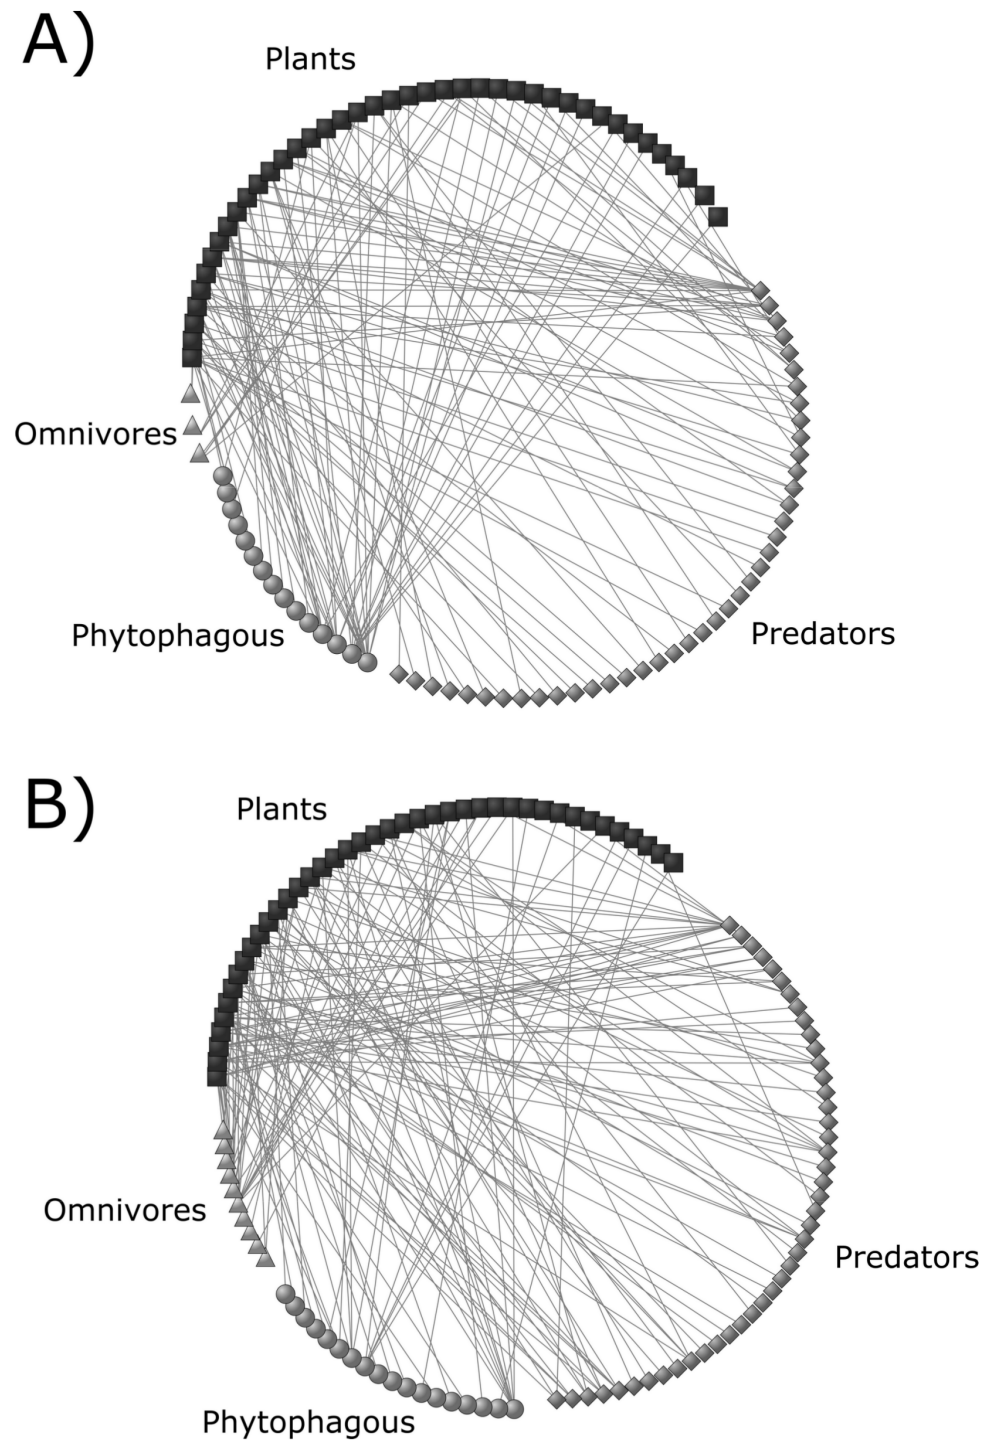 A)
Plants
Omnivores
Phytophagous
Predators
B)
Plants
Omnivores
Predators
Phytophagous